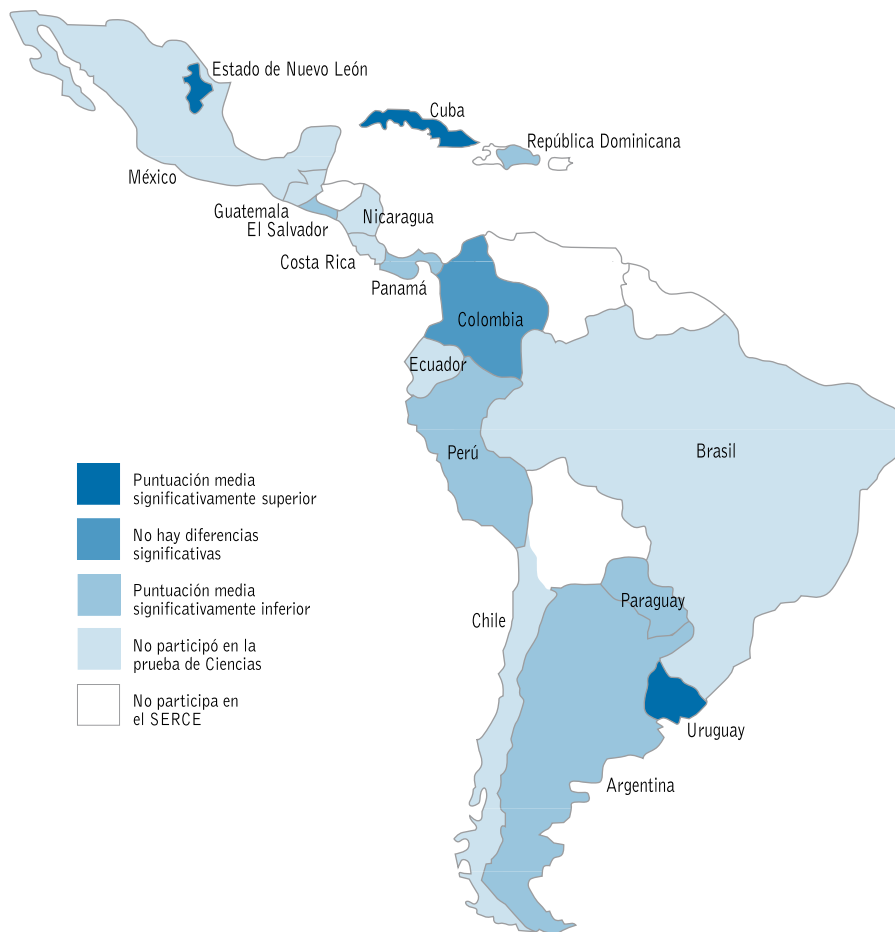 Estado de Nuevo León
Cuba
República Dominicana
México
Guatemala
El Salvador
Nicaragua
Costa Rica
Panamá
Colombia
Ecuador
Perú
Brasil
Puntuación media
significativamente superior
No hay diferencias
significativas
Puntuación media
significativamente inferior
No participó en la
prueba de Ciencias
No participa en
el SERCE
Paraguay
Chile
Uruguay
Argentina